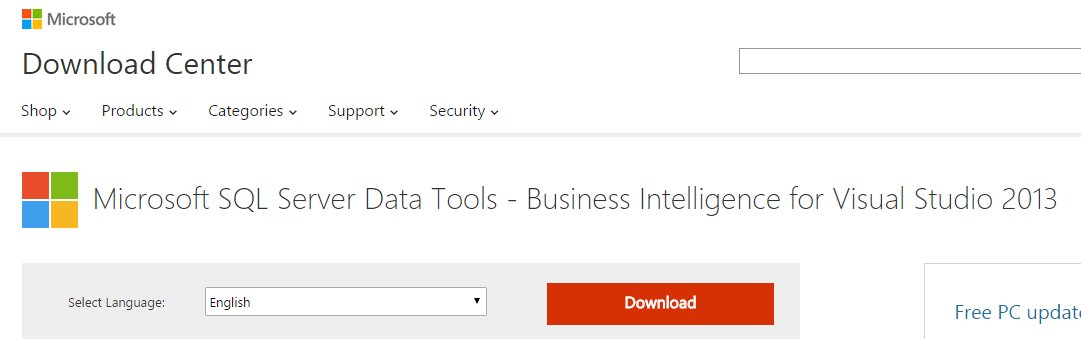 Microsoft
Download Center
Shop Products Categories Support Security
Microsoft SQL Server Data Tools - Business Intelligence for Visual Studio 2013
Select Language: English Download
Free PC